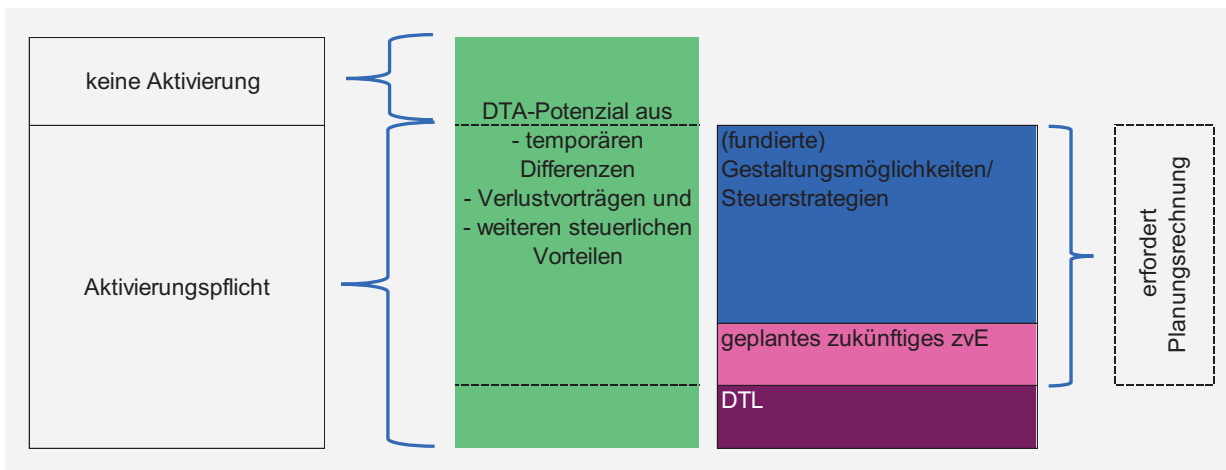 keine Aktivierung
Aktivierungspflicht
DTA-Potenzial aus
- temporären
Differenzen
- Verlustvorträgen und
- weiteren steuerlichen
Vorteilen
(fundierte)
Gestaltungsmöglichkeiten/
Steuerstrategien
geplantes zukünftiges zvE
DTL
erfordert
Planungsrechnung